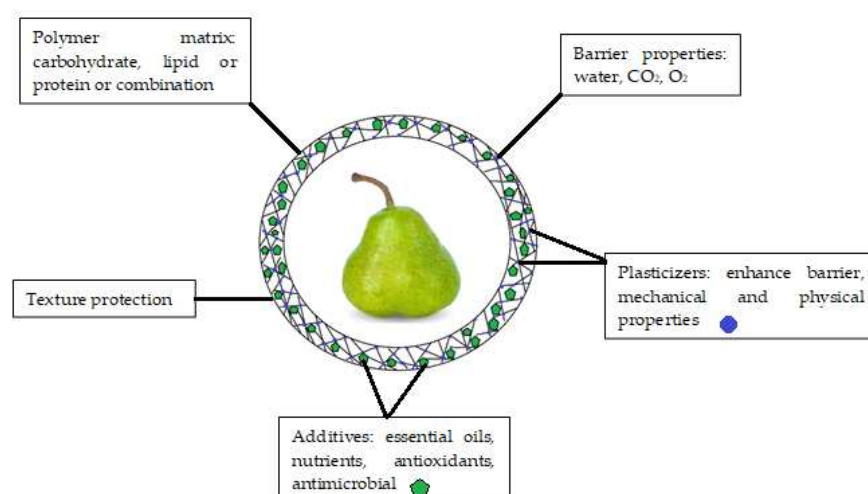 Polymer matrix:
carbohydrate, lipid or
protein or combination
Barrier properties:
water, CO₂, O₂
Plasticizers: enhance barrier,
mechanical and physical
properties
Texture protection
Additives: essential oils,
nutrients, antioxidants,
antimicrobial